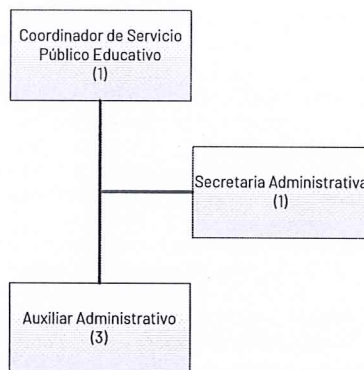 Coordinador de Servicio
Público Educativo
(1)
Secretaria Administrativa
(1)
Auxiliar Administrativo
(3)